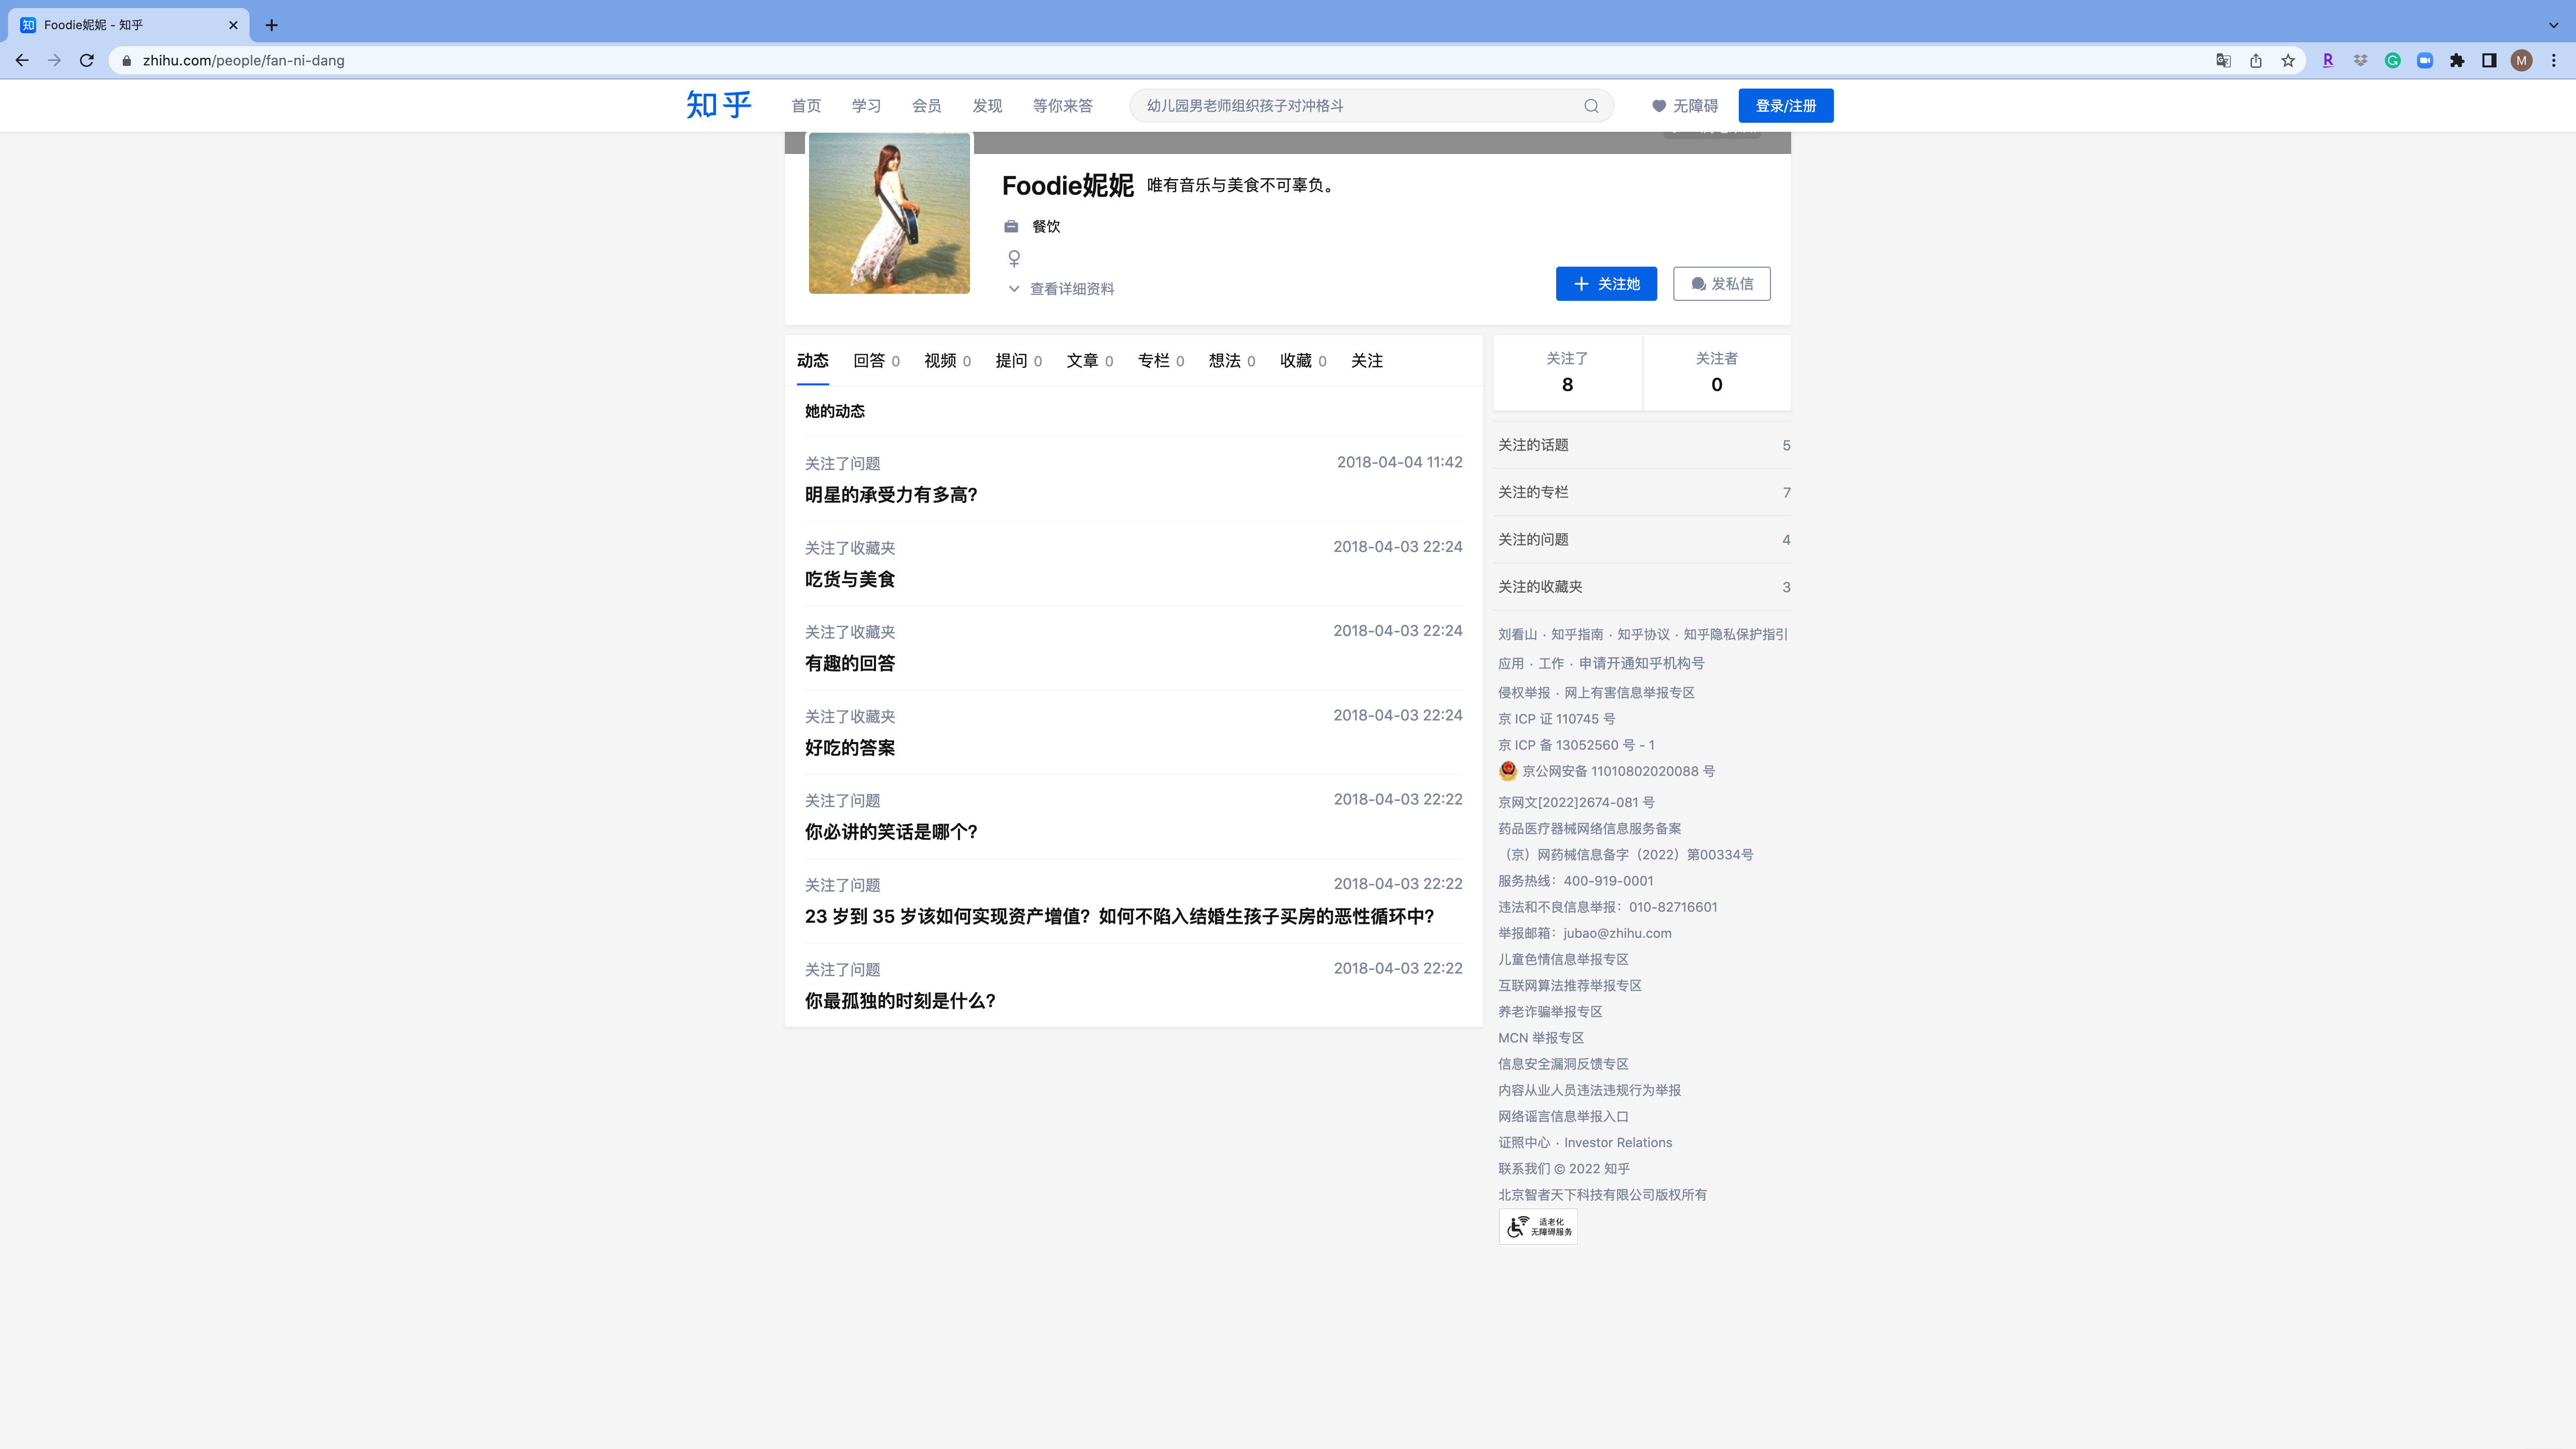 Foodie妮妮 - 知乎
zhihu.com/people/fan-ni-dang
M
知乎
首页
学习
会员
发现
等你来答
幼儿园男老师组织孩子对冲格斗
无障碍
登录/注册
Foodie妮妮 唯有音乐与美食不可辜负。
餐饮
查看详细资料
关注她
发私信
动态 回答 0 视频 0 提问 0 文章 0 专栏 0 想法 0 收藏 0 关注
她的动态
关注了问题 2018-04-04 11:42
明星的承受力有多高？
关注了收藏夹 2018-04-03 22:24
吃货与美食
关注了收藏夹 2018-04-03 22:24
有趣的回答
关注了收藏夹 2018-04-03 22:24
好吃的答案
关注了问题 2018-04-03 22:22
你必讲的笑话是哪个？
关注了问题 2018-04-03 22:22
23 岁到 35 岁该如何实现资产增值？如何不陷入结婚生孩子买房的恶性循环中？
关注了问题 2018-04-03 22:22
你最孤独的时刻是什么？
关注了
8
关注者
0
关注的话题 5
关注的专栏 7
关注的问题 4
关注的收藏夹 3
刘看山 · 知乎指南 · 知乎协议 · 知乎隐私保护指引
应用 · 工作 · 申请开通知乎机构号
侵权举报 · 网上有害信息举报专区
京 ICP 证 110745 号
京 ICP 备 13052560 号 - 1
京公网安备 11010802020088 号
京网文[2022]2674-081 号
药品医疗器械网络信息服务备案
（京）网药械信息备字（2022）第00334号
服务热线：400-919-0001
违法和不良信息举报：010-82716601
举报邮箱：jubao@zhihu.com
儿童色情信息举报专区
互联网算法推荐举报专区
养老诈骗举报专区
MCN 举报专区
信息安全漏洞反馈专区
内容从业人员违法违规行为举报
网络谣言信息举报入口
证照中心 · Investor Relations
联系我们 © 2022 知乎
北京智者天下科技有限公司版权所有
适老化
无障碍服务